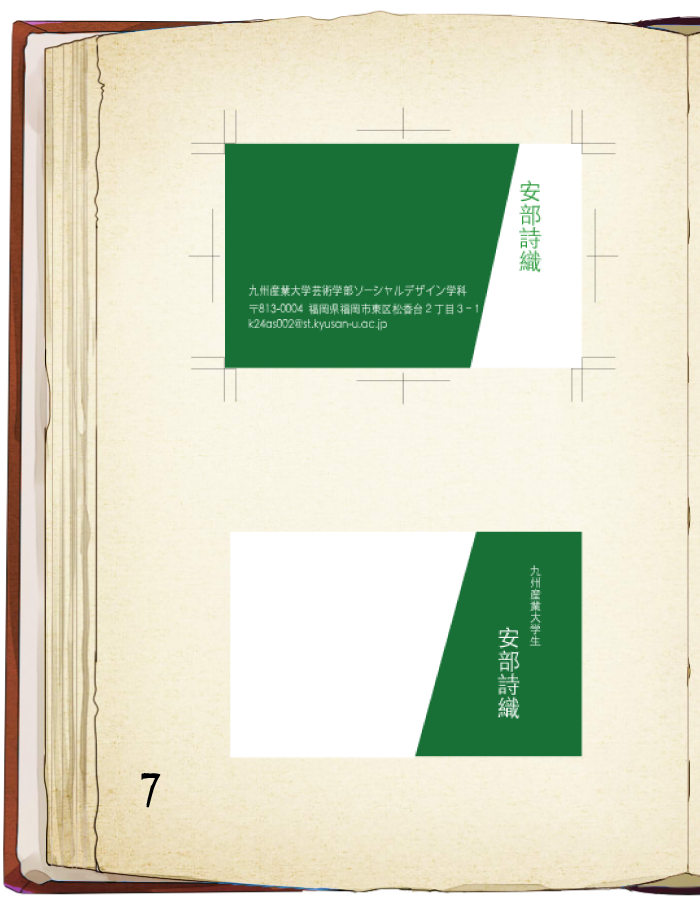 安部詩織
九州産業大学芸術学部ソーシャルデザイン学科
〒813-0004 福岡県福岡市東区松香台2丁目3-1
k24as002@st.kyusan-u.ac.jp
九州産業大学生
安部詩織
7